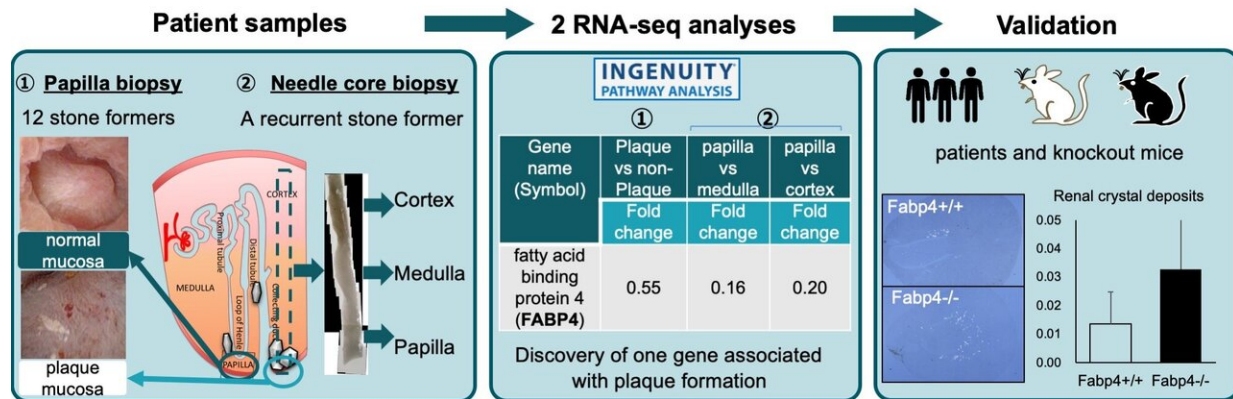 Patient samples
2 RNA-seq analyses
Validation
① Papilla biopsy
12 stone formers
normal
mucosa
plaque
mucosa
② Needle core biopsy
A recurrent stone former
CORTEX
MEDULLA
Proximal tubule
Distal tubule
Loop of Henle
PAPILLA
Cortex
Medulla
Papilla
INGENUITY
PATHWAY ANALYSIS
① ②
Gene
name
(Symbol)
Plaque
vs non-
Plaque
papilla
vs
medulla
papilla
vs
cortex
Fold
change
Fold
change
Fold
change
fatty acid
binding
protein 4
(FABP4)
0.55
0.16
0.20
Discovery of one gene associated
with plaque formation
patients and knockout mice
Fabp4+/+
Fabp4-/-
Renal crystal deposits
0.05
0.04
0.03
0.02
0.01
0.00
Fabp4+/+ Fabp4-/-